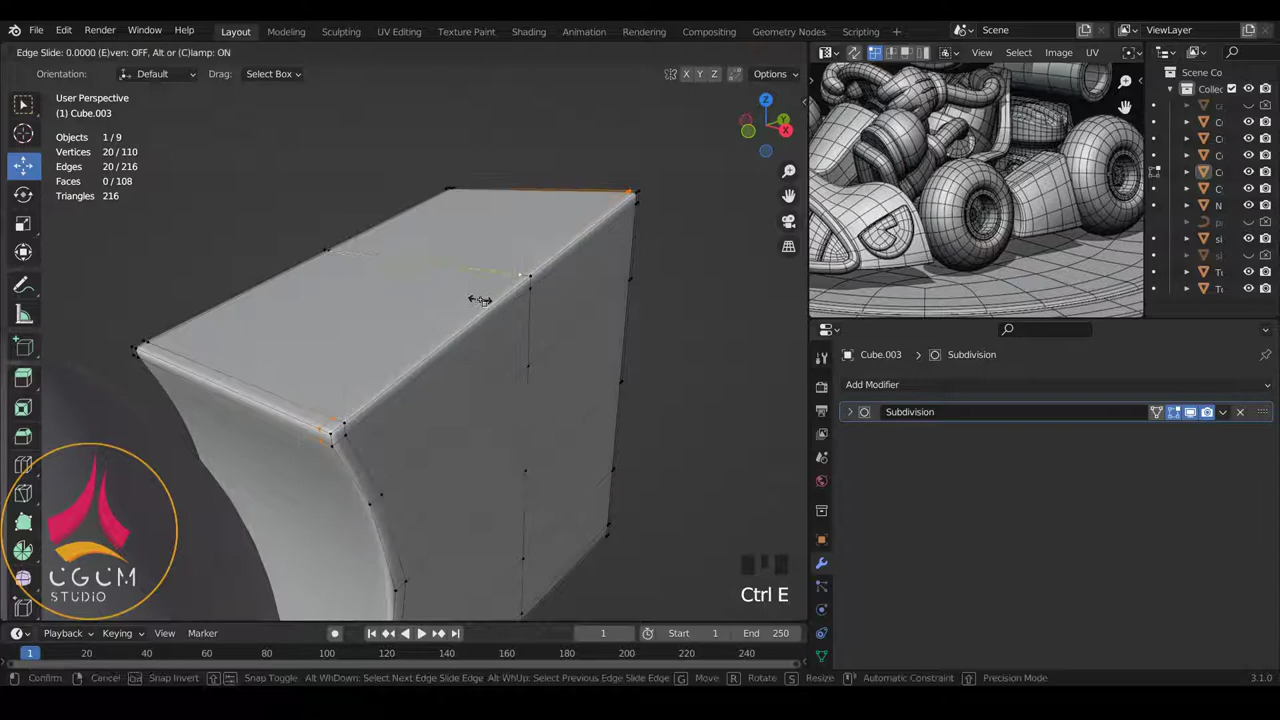 File Edit Render Window Help Layout Modeling Sculpting UV Editing Texture Paint Shading Animation Rendering Compositing Geometry Nodes Scripting + Scene ViewLayer
Edge Slide: 0.0000 (E)ven: OFF, Alt or (C)lamp: ON
View Select Image UV
Orientation: Default Drag: Select Box X Y Z Options
Scene Co
Collec
User Perspective
(1) Cube.003
Objects 1 / 9
Vertices 20 / 110
Edges 20 / 216
Faces 0 / 108
Triangles 216
Z
Y
X
Cube.003 > Subdivision
Add Modifier
Subdivision
CGCM
STUDIO
Ctrl E
Playback Keying View Marker 1 Start 1 End 250
1 20 40 60 80 100 120 140 160 180 200 220 240
Confirm Cancel Snap Invert Snap Toggle Alt WhDown: Select Next Edge Slide Edge Alt WhUp: Select Previous Edge Slide Edge G Move R Rotate S Resize Automatic Constraint Precision Mode 3.1.0